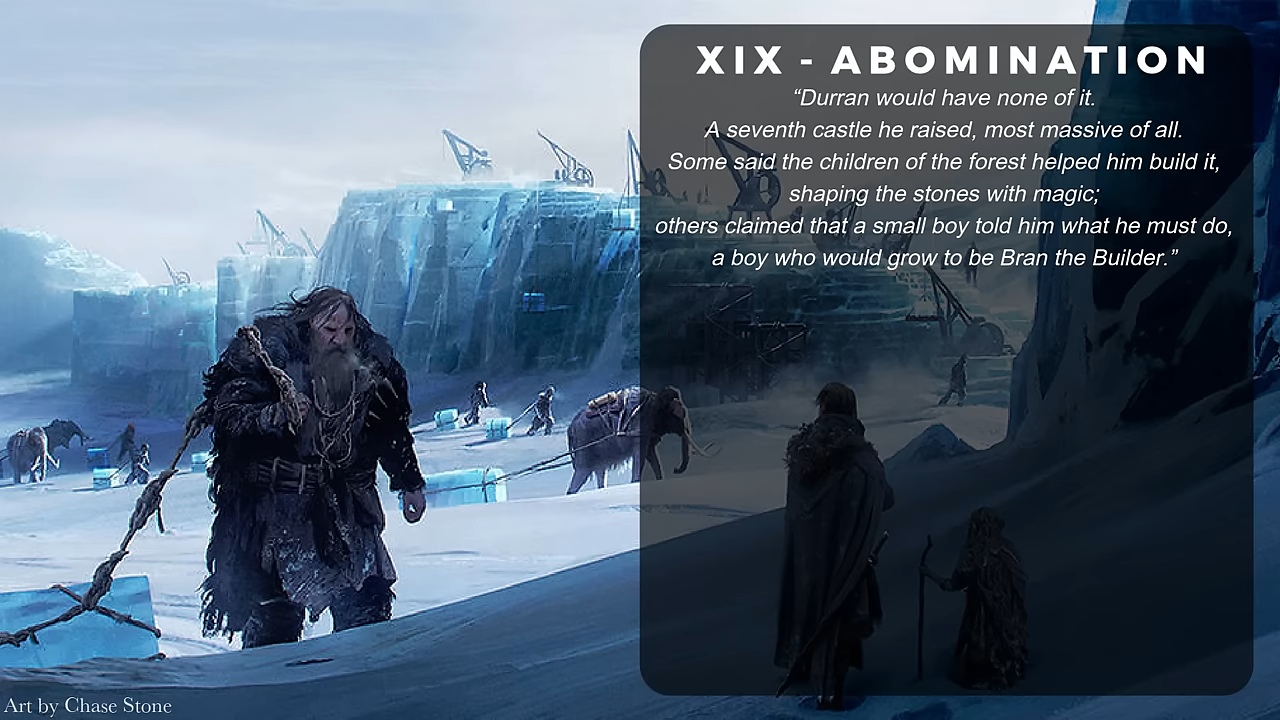 XIX - ABOMINATION
“Durran would have none of it.
A seventh castle he raised, most massive of all.
Some said the children of the forest helped him build it,
shaping the stones with magic;
others claimed that a small boy told him what he must do,
a boy who would grow to be Bran the Builder.”
Art by Chase Stone